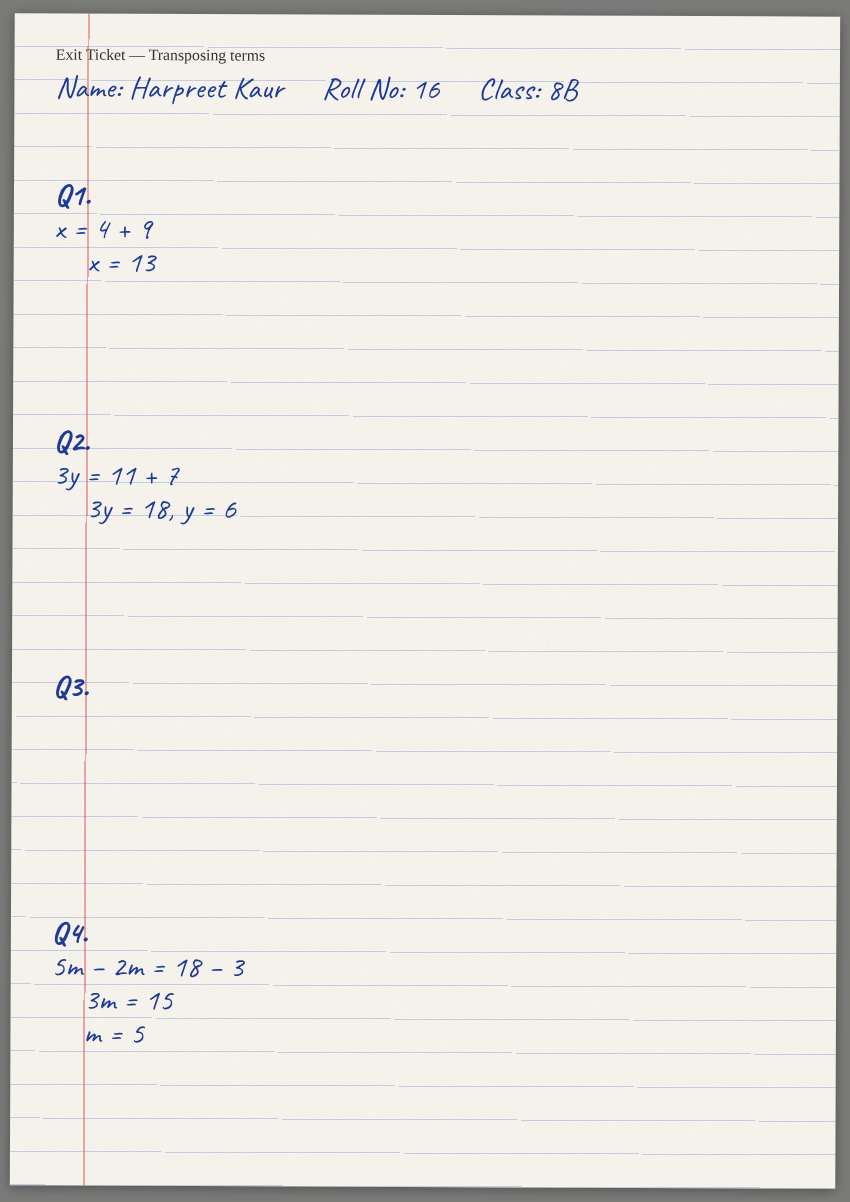 Exit Ticket — Transposing terms
Name: Harpreet Kaur Roll No: 16 Class: 8B
Q1.
x = 4 + 9
x = 13
Q2.
3y = 11 + 7
3y = 18, y = 6
Q3.
Q4.
5m – 2m = 18 – 3
3m = 15
m = 5